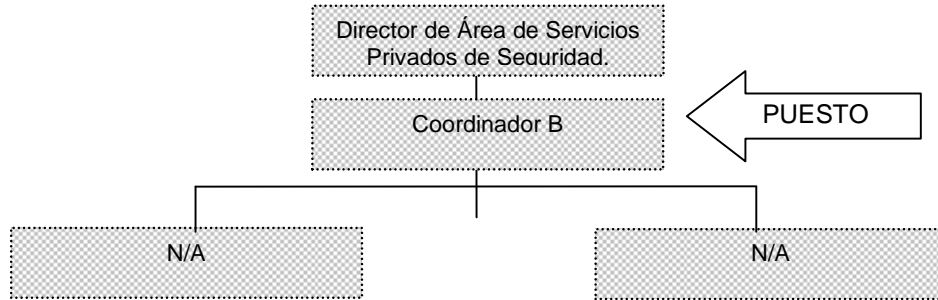 Director de Área de Servicios
Privados de Seguridad.
Coordinador B
PUESTO
N/A
N/A